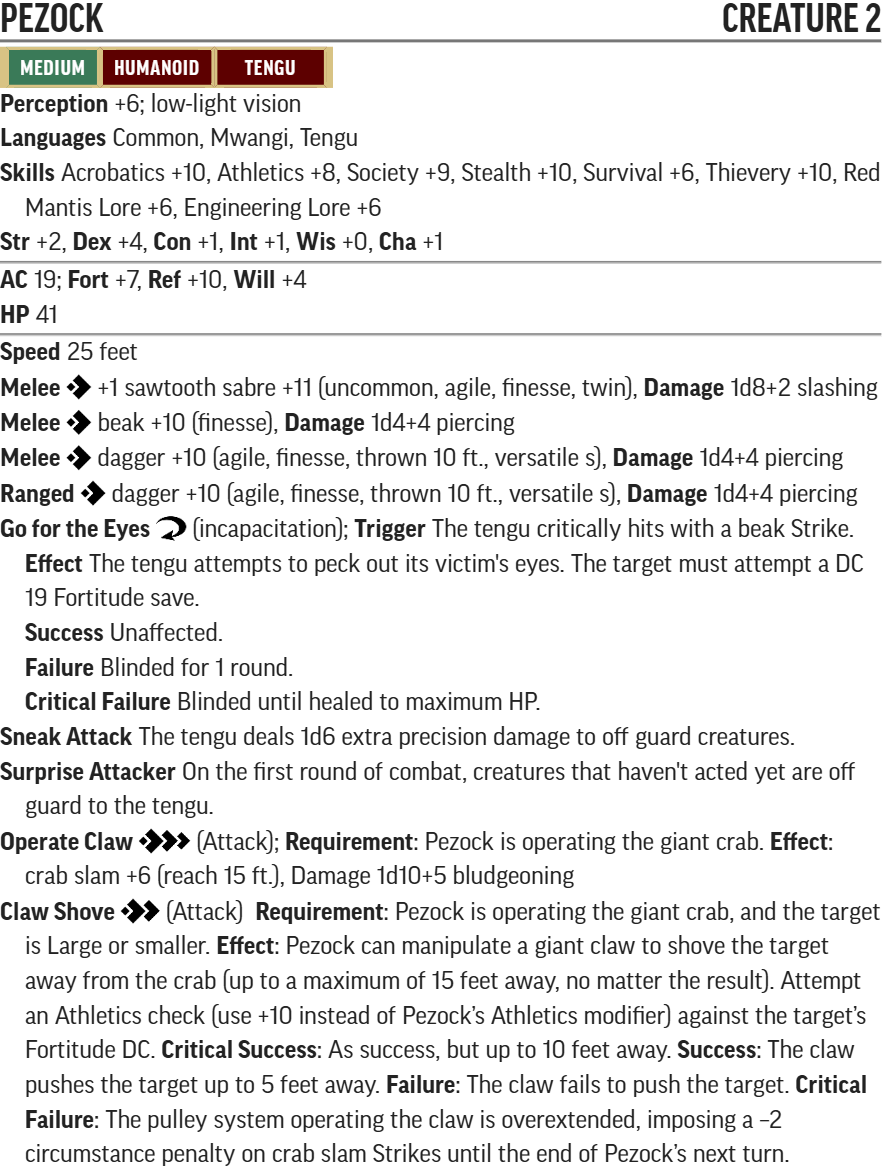 PEZOCK CREATURE 2
MEDIUM HUMANOID TENGU
Perception +6; low-light vision
Languages Common, Mwangi, Tengu
Skills Acrobatics +10, Athletics +8, Society +9, Stealth +10, Survival +6, Thievery +10, Red
Mantis Lore +6, Engineering Lore +6
Str +2, Dex +4, Con +1, Int +1, Wis +0, Cha +1
AC 19; Fort +7, Ref +10, Will +4
HP 41
Speed 25 feet
Melee +1 sawtooth sabre +11 (uncommon, agile, finesse, twin), Damage 1d8+2 slashing
Melee beak +10 (finesse), Damage 1d4+4 piercing
Melee dagger +10 (agile, finesse, thrown 10 ft., versatile s), Damage 1d4+4 piercing
Ranged dagger +10 (agile, finesse, thrown 10 ft., versatile s), Damage 1d4+4 piercing
Go for the Eyes (incapacitation); Trigger The tengu critically hits with a beak Strike.
Effect The tengu attempts to peck out its victim's eyes. The target must attempt a DC
19 Fortitude save.
Success Unaffected.
Failure Blinded for 1 round.
Critical Failure Blinded until healed to maximum HP.
Sneak Attack The tengu deals 1d6 extra precision damage to off guard creatures.
Surprise Attacker On the first round of combat, creatures that haven't acted yet are off
guard to the tengu.
Operate Claw (Attack); Requirement: Pezock is operating the giant crab. Effect:
crab slam +6 (reach 15 ft.), Damage 1d10+5 bludgeoning
Claw Shove (Attack) Requirement: Pezock is operating the giant crab, and the target
is Large or smaller. Effect: Pezock can manipulate a giant claw to shove the target
away from the crab (up to a maximum of 15 feet away, no matter the result). Attempt
an Athletics check (use +10 instead of Pezock’s Athletics modifier) against the target’s
Fortitude DC. Critical Success: As success, but up to 10 feet away. Success: The claw
pushes the target up to 5 feet away. Failure: The claw fails to push the target. Critical
Failure: The pulley system operating the claw is overextended, imposing a –2
circumstance penalty on crab slam Strikes until the end of Pezock’s next turn.